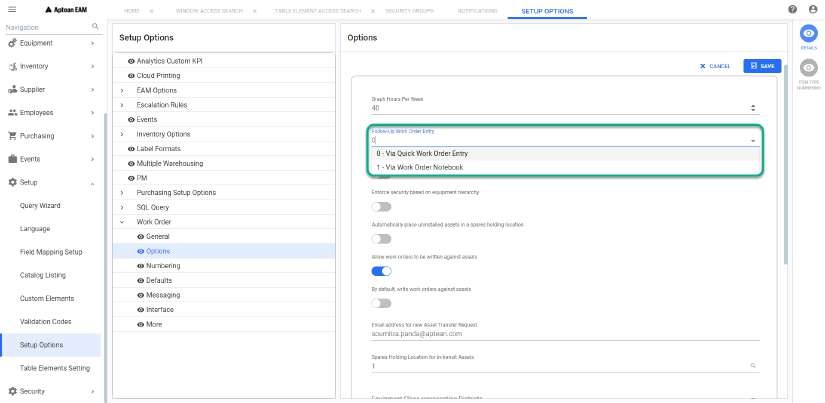 Aptean EAM
HOME
WINDOW ACCESS SEARCH
TABLE ELEMENT ACCESS SEARCH
SECURITY GROUPS
NOTIFICATIONS
SETUP OPTIONS
Navigation
Equipment
Inventory
Supplier
Employees
Purchasing
Events
Setup
Query Wizard
Language
Field Mapping Setup
Catalog Listing
Custom Elements
Validation Codes
Setup Options
Table Elements Setting
Security
Setup Options
Analytics Custom KPI
Cloud Printing
EAM Options
Escalation Rules
Events
Inventory Options
Label Formats
Multiple Warehousing
PM
Purchasing Setup Options
SQL Query
Work Order
General
Options
Numbering
Defaults
Messaging
Interface
More
Options
CANCEL
SAVE
Graph Hours Per Week
40
Follow-Up Work Order Entry
0
0 - Via Quick Work Order Entry
1 - Via Work Order Notebook
Enforce security based on equipment hierarchy
Automatically place uninstalled assets in a spares holding location
Allow work orders to be written against assets
By default, write work orders against assets
Email address for new Asset Transfer Request
soumitra.panda@aptean.com
Spares Holding Location for in-transit Assets
1
DETAILS